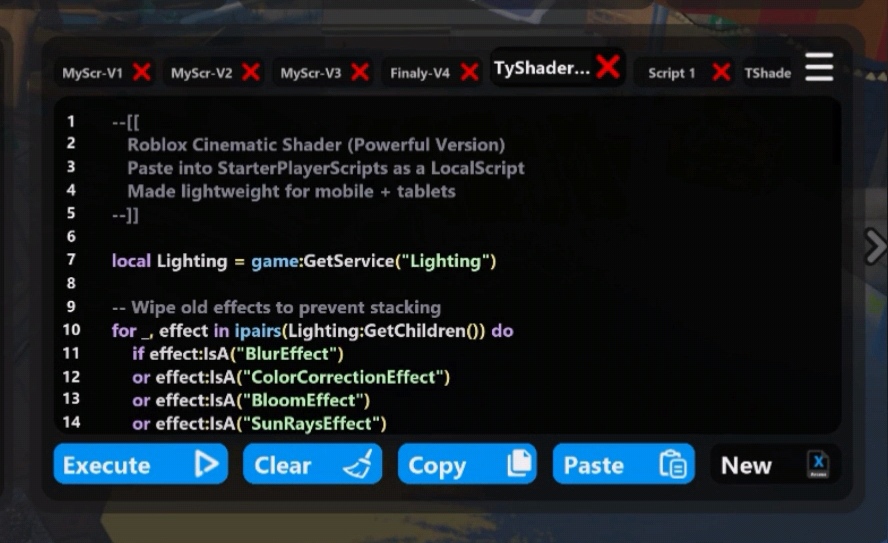 MyScr-V1 MyScr-V2 MyScr-V3 Finaly-V4 TyShader... Script 1 TShade
1 --[[
2 Roblox Cinematic Shader (Powerful Version)
3 Paste into StarterPlayerScripts as a LocalScript
4 Made lightweight for mobile + tablets
5 --]]
6
7 local Lighting = game:GetService("Lighting")
8
9 -- Wipe old effects to prevent stacking
10 for _, effect in ipairs(Lighting:GetChildren()) do
11 if effect:IsA("BlurEffect")
12 or effect:IsA("ColorCorrectionEffect")
13 or effect:IsA("BloomEffect")
14 or effect:IsA("SunRaysEffect")
Execute Clear Copy Paste New X